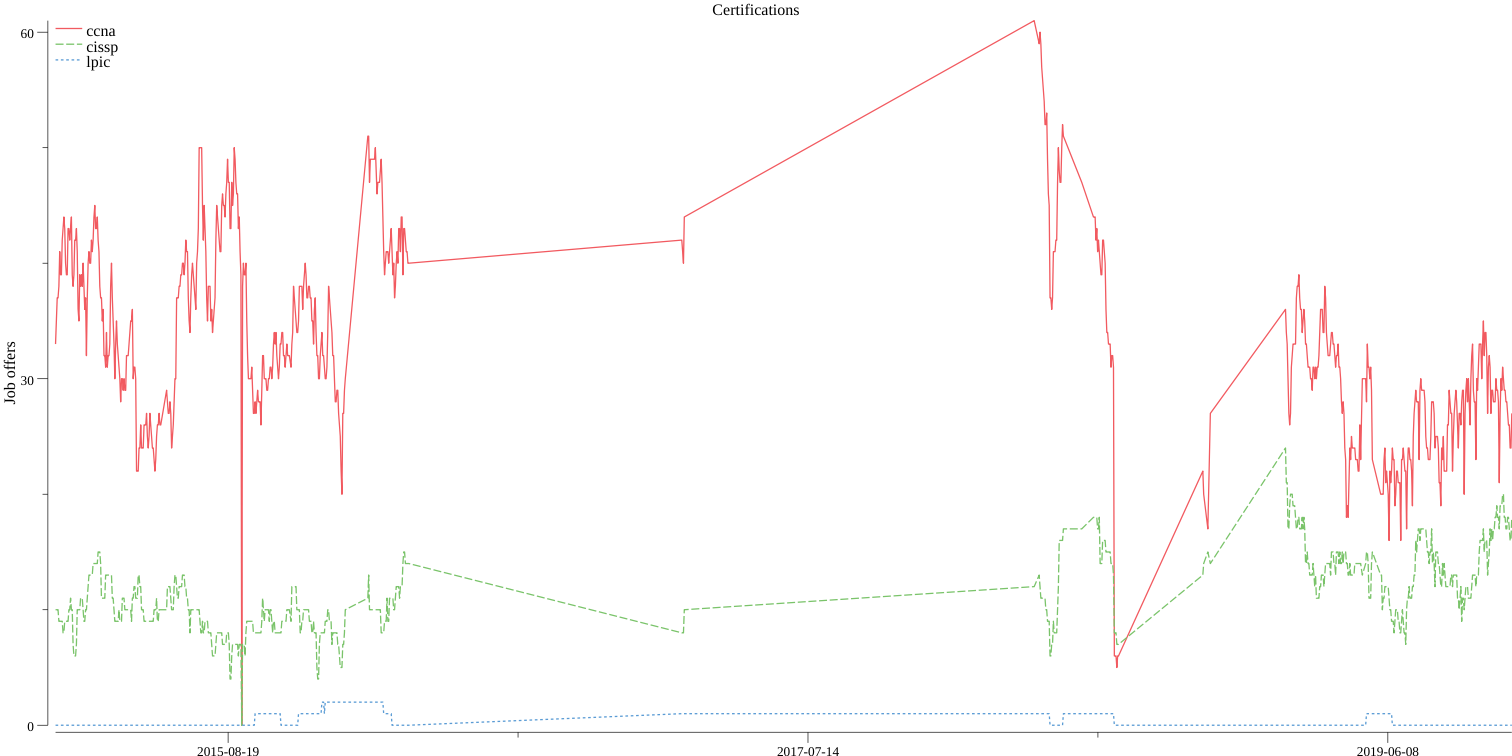 Certifications
60
ccna
cissp
lpic
Job offers
30
0
2015-08-19
2017-07-14
2019-06-08